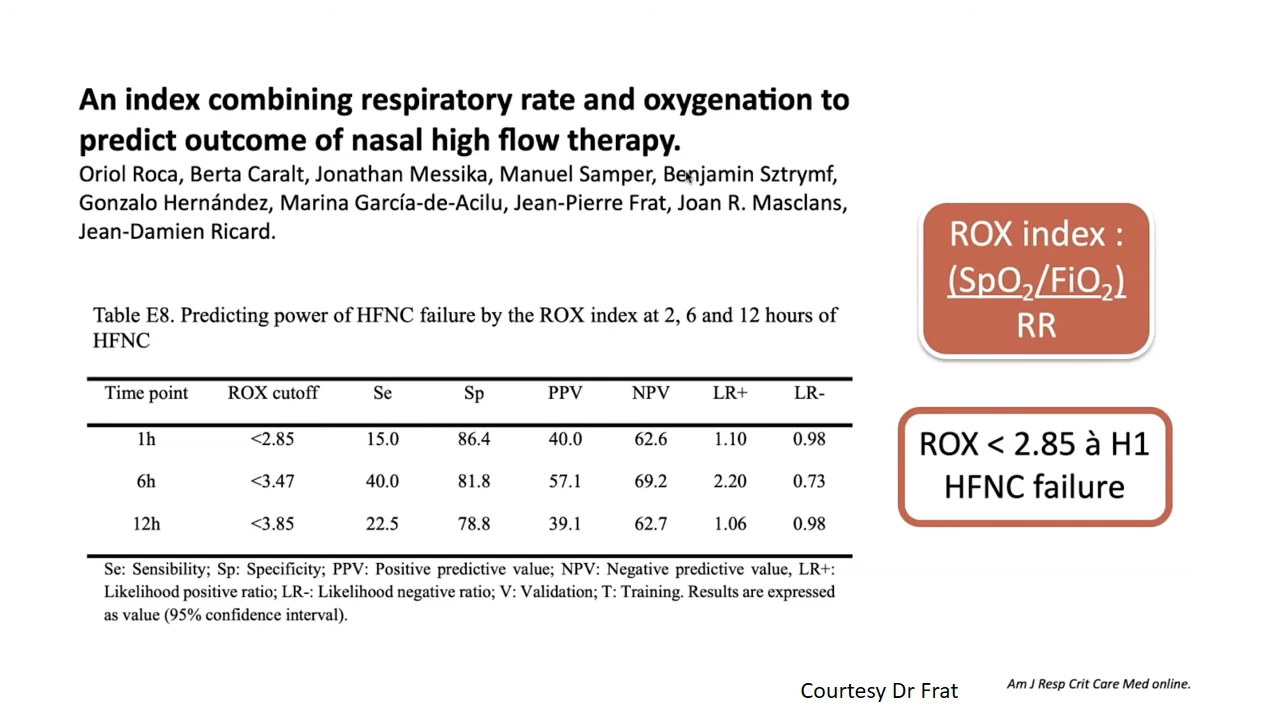 An index combining respiratory rate and oxygenation to
predict outcome of nasal high flow therapy.
Oriol Roca, Berta Caralt, Jonathan Messika, Manuel Samper, Benjamin Sztrymf,
Gonzalo Hernández, Marina García-de-Acilu, Jean-Pierre Frat, Joan R. Masclans,
Jean-Damien Ricard.
ROX index :
(SpO₂/FiO₂)
RR
Table E8. Predicting power of HFNC failure by the ROX index at 2, 6 and 12 hours of
HFNC
Time point ROX cutoff Se Sp PPV NPV LR+ LR-
1h <2.85 15.0 86.4 40.0 62.6 1.10 0.98
6h <3.47 40.0 81.8 57.1 69.2 2.20 0.73
12h <3.85 22.5 78.8 39.1 62.7 1.06 0.98
ROX < 2.85 à H1
HFNC failure
Se: Sensibility; Sp: Specificity; PPV: Positive predictive value; NPV: Negative predictive value, LR+:
Likelihood positive ratio; LR-: Likelihood negative ratio; V: Validation; T: Training. Results are expressed
as value (95% confidence interval).
Courtesy Dr Frat
Am J Resp Crit Care Med online.